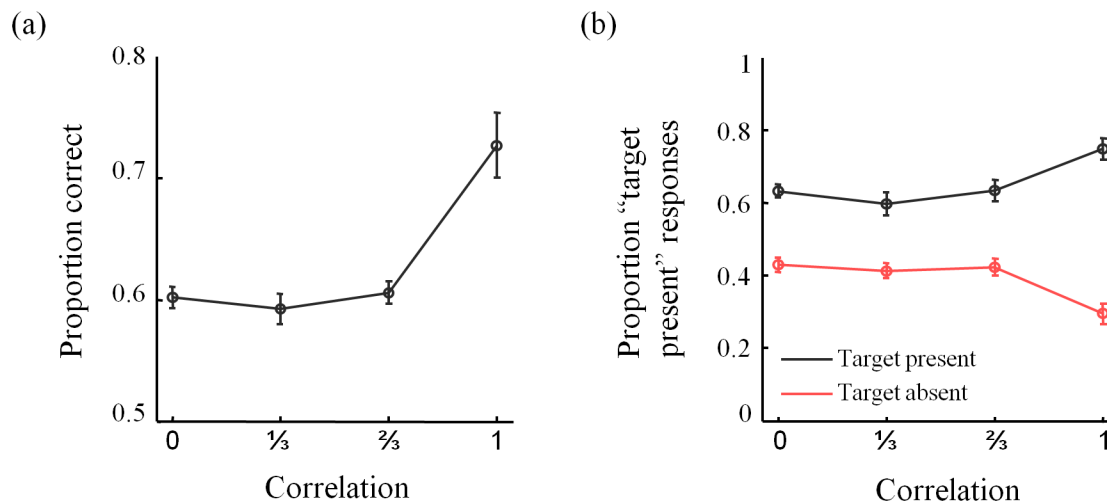 (a)
0.8
0.7
0.6
0.5
Proportion correct
0
⅓
⅔
1
Correlation
(b)
1
0.8
0.6
0.4
0.2
0
Proportion “target
present” responses
Target present
Target absent
0
⅓
⅔
1
Correlation